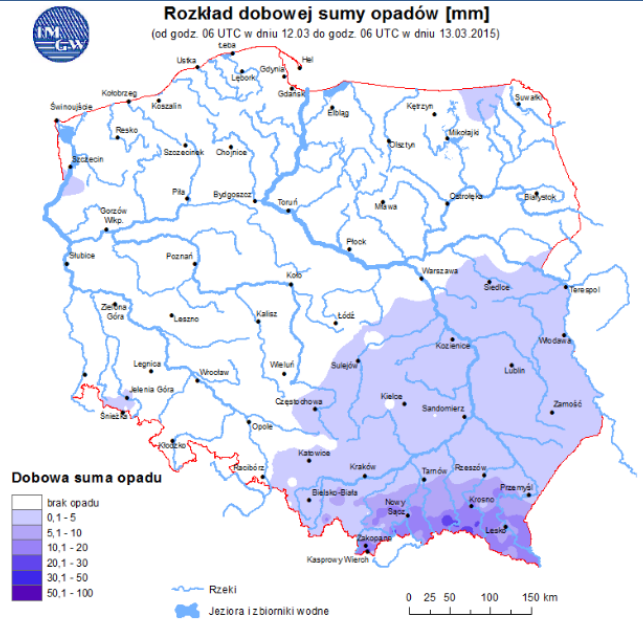 IM
GW
Rozkład dobowej sumy opadów [mm]
(od godz. 06 UTC w dniu 12.03 do godz. 06 UTC w dniu 13.03.2015)
Łeba
Hel
Ustka
Gdynia
Lębork
Gdańsk
Kołobrzeg
Koszalin
Świnoujście
Elbląg
Kętrzyn
Suwałki
Resko
Mikołajki
Szczecinek
Chojnice
Olsztyn
Szczecin
Piła
Bydgoszcz
Toruń
Mława
Ostrołęka
Białystok
Gorzów
Wlkp.
Płock
Słubice
Poznań
Koło
Warszawa
Siedlce
Terespol
Zielona
Góra
Leszno
Kalisz
Łódź
Kozienice
Włodawa
Legnica
Wrocław
Wieluń
Sulejów
Lublin
Jelenia Góra
Częstochowa
Kielce
Sandomierz
Zamość
Śnieżka
Opole
Kłodzko
Katowice
Racibórz
Kraków
Tarnów
Rzeszów
Przemyśl
Bielsko-Biała
Nowy
Sącz
Krosno
Lesko
Zakopane
Kasprowy Wierch
Dobowa suma opadu
brak opadu
0,1 - 5
5,1 - 10
10,1 - 20
20,1 - 30
30,1 - 50
50,1 - 100
Rzeki
Jeziora i zbiorniki wodne
0 25 50 100 150 km